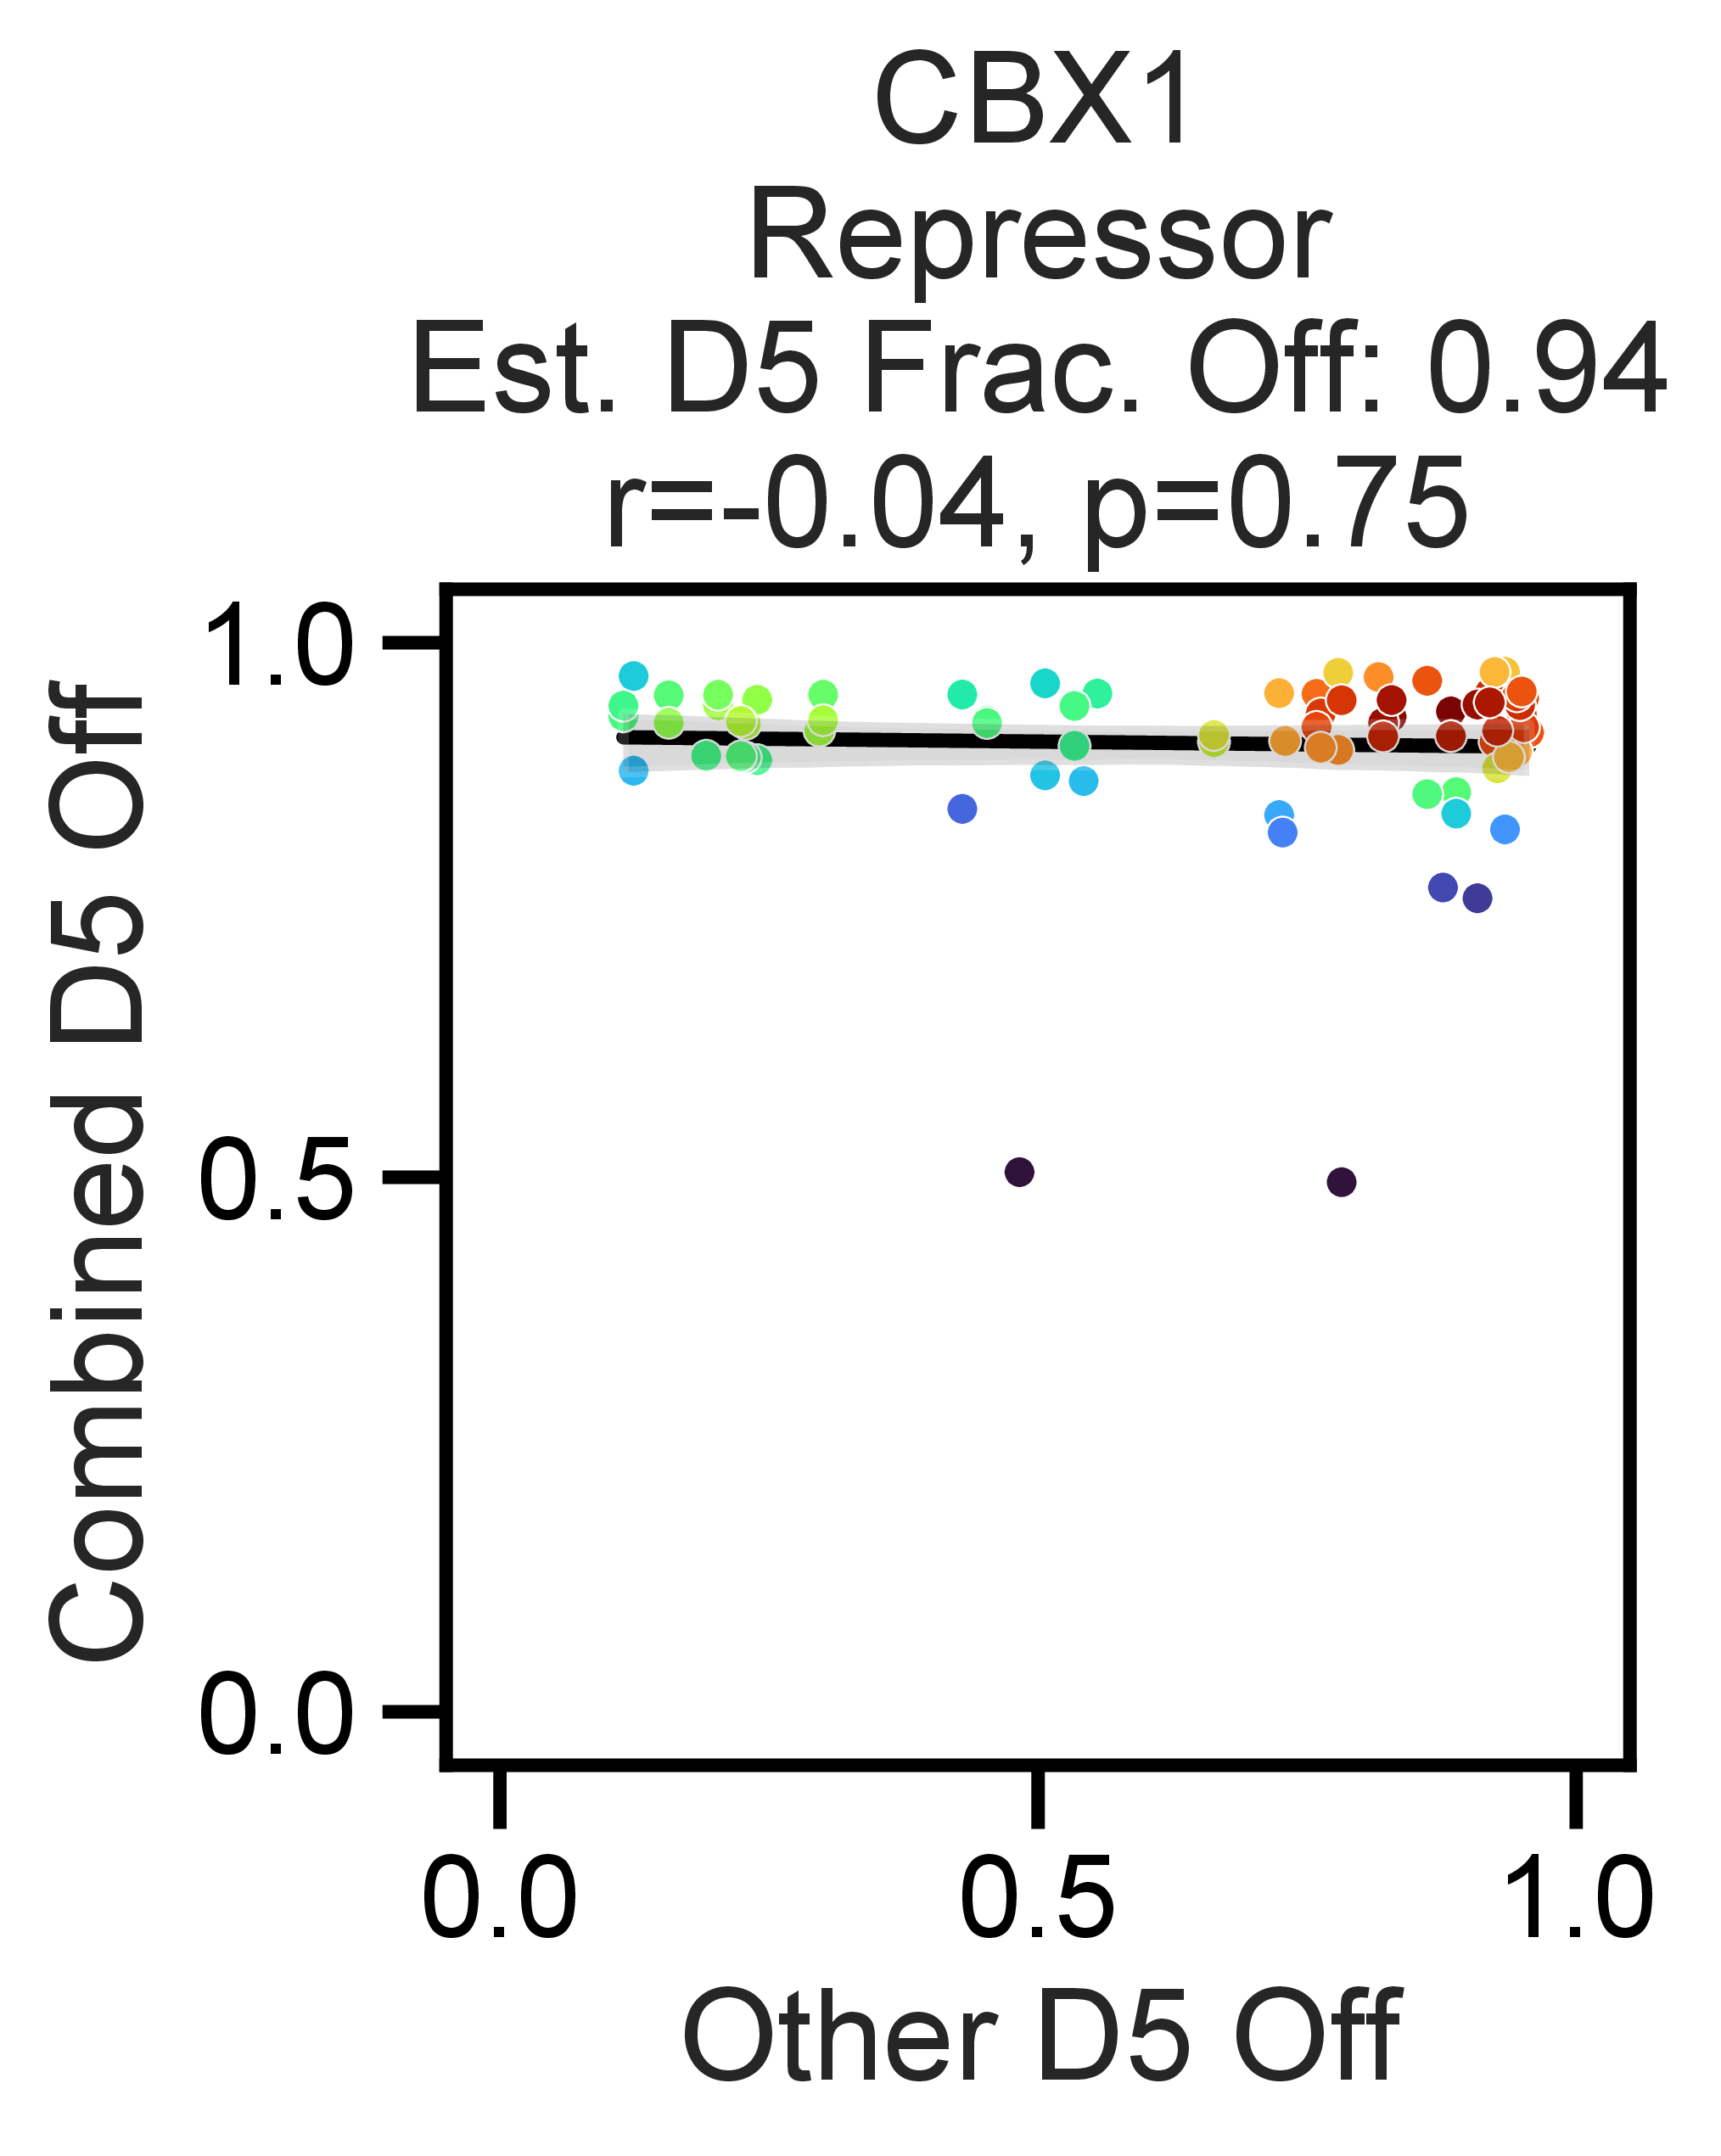 CBX1
Repressor
Est. D5 Frac. Off: 0.94
r=-0.04, p=0.75
Combined D5 Off
1.0
0.5
0.0
0.0
0.5
1.0
Other D5 Off